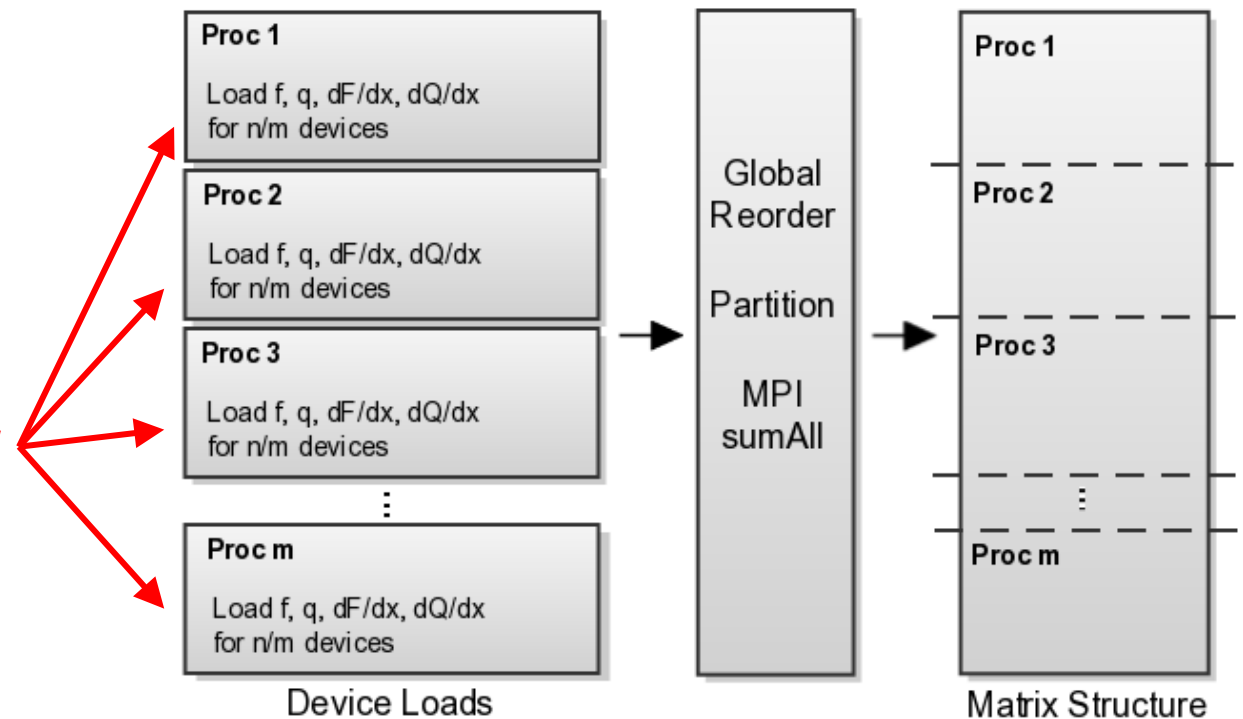 Proc 1
Load f, q, dF/dx, dQ/dx
for n/m devices
Proc 2
Load f, q, dF/dx, dQ/dx
for n/m devices
Proc 3
Load f, q, dF/dx, dQ/dx
for n/m devices
Proc m
Load f, q, dF/dx, dQ/dx
for n/m devices
Device Loads
Global
Reorder
Partition
MPI
sumAll
Proc 1
Proc 2
Proc 3
Proc m
Matrix Structure